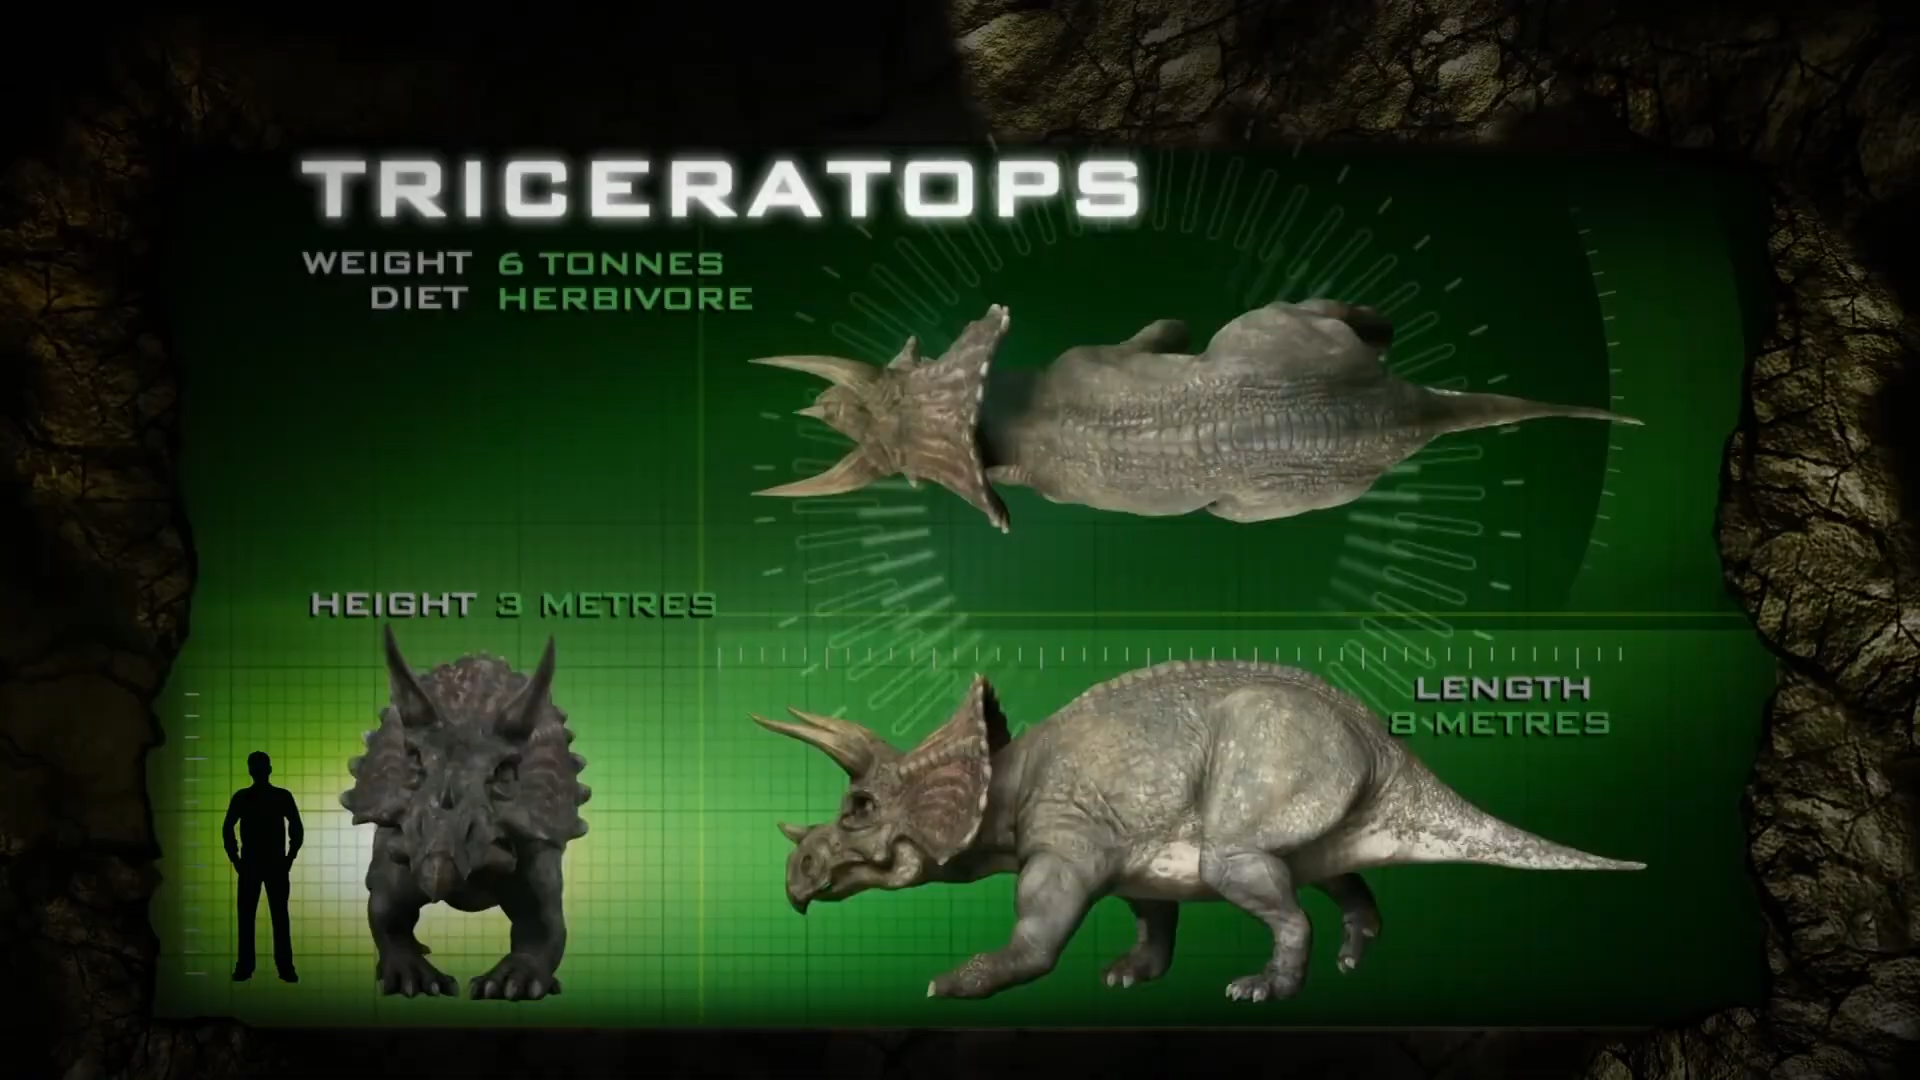 TRICERATOPS
WEIGHT 6 TONNES
DIET HERBIVORE
HEIGHT 3 METRES
LENGTH
8 METRES